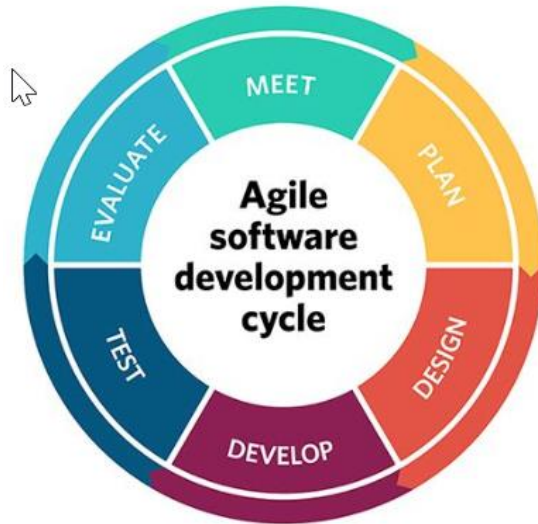 Agile
software
development
cycle
MEET
PLAN
DESIGN
DEVELOP
TEST
EVALUATE